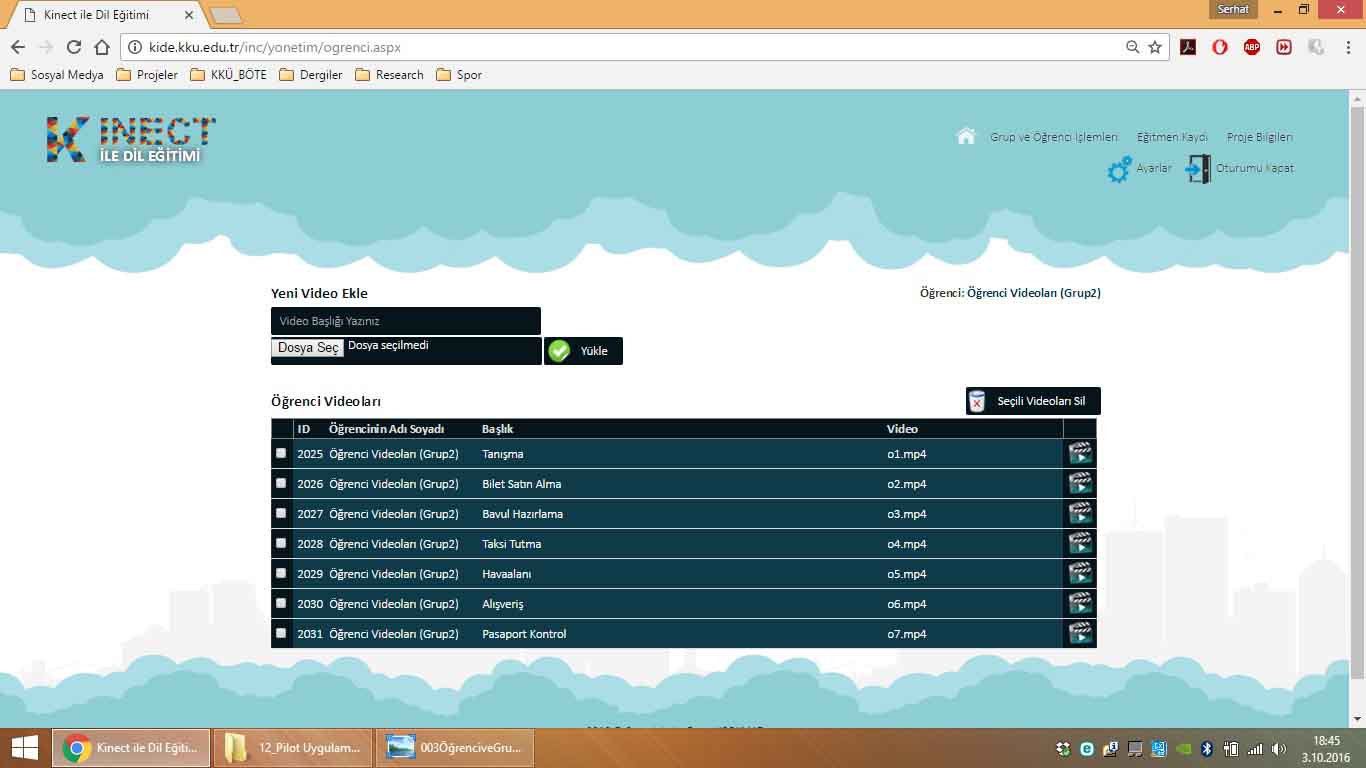 Kinect ile Dil Eğitimi
Serhat
kide.kku.edu.tr/inc/yonetim/ogrenci.aspx
ABP
Sosyal Medya Projeler KKÜ_BÖTE Dergiler Research Spor
KINECT
İLE DİL EĞİTİMİ
Grup ve Öğrenci İşlemleri Eğitmen Kaydı Proje Bilgileri
Ayarlar Oturumu Kapat
Yeni Video Ekle
Öğrenci: Öğrenci Videoları (Grup2)
Video Başlığı Yazınız
Dosya Seç Dosya seçilmedi
Yükle
Öğrenci Videoları
Seçili Videoları Sil
ID Öğrencinin Adı Soyadı Başlık Video
2025 Öğrenci Videoları (Grup2) Tanışma o1.mp4
2026 Öğrenci Videoları (Grup2) Bilet Satın Alma o2.mp4
2027 Öğrenci Videoları (Grup2) Bavul Hazırlama o3.mp4
2028 Öğrenci Videoları (Grup2) Taksi Tutma o4.mp4
2029 Öğrenci Videoları (Grup2) Havaalanı o5.mp4
2030 Öğrenci Videoları (Grup2) Alışveriş o6.mp4
2031 Öğrenci Videoları (Grup2) Pasaport Kontrol o7.mp4
Kinect ile Dil Eğiti... 12_Pilot Uygulam... 003ÖğrenciveGru...
18:45
3.10.2016